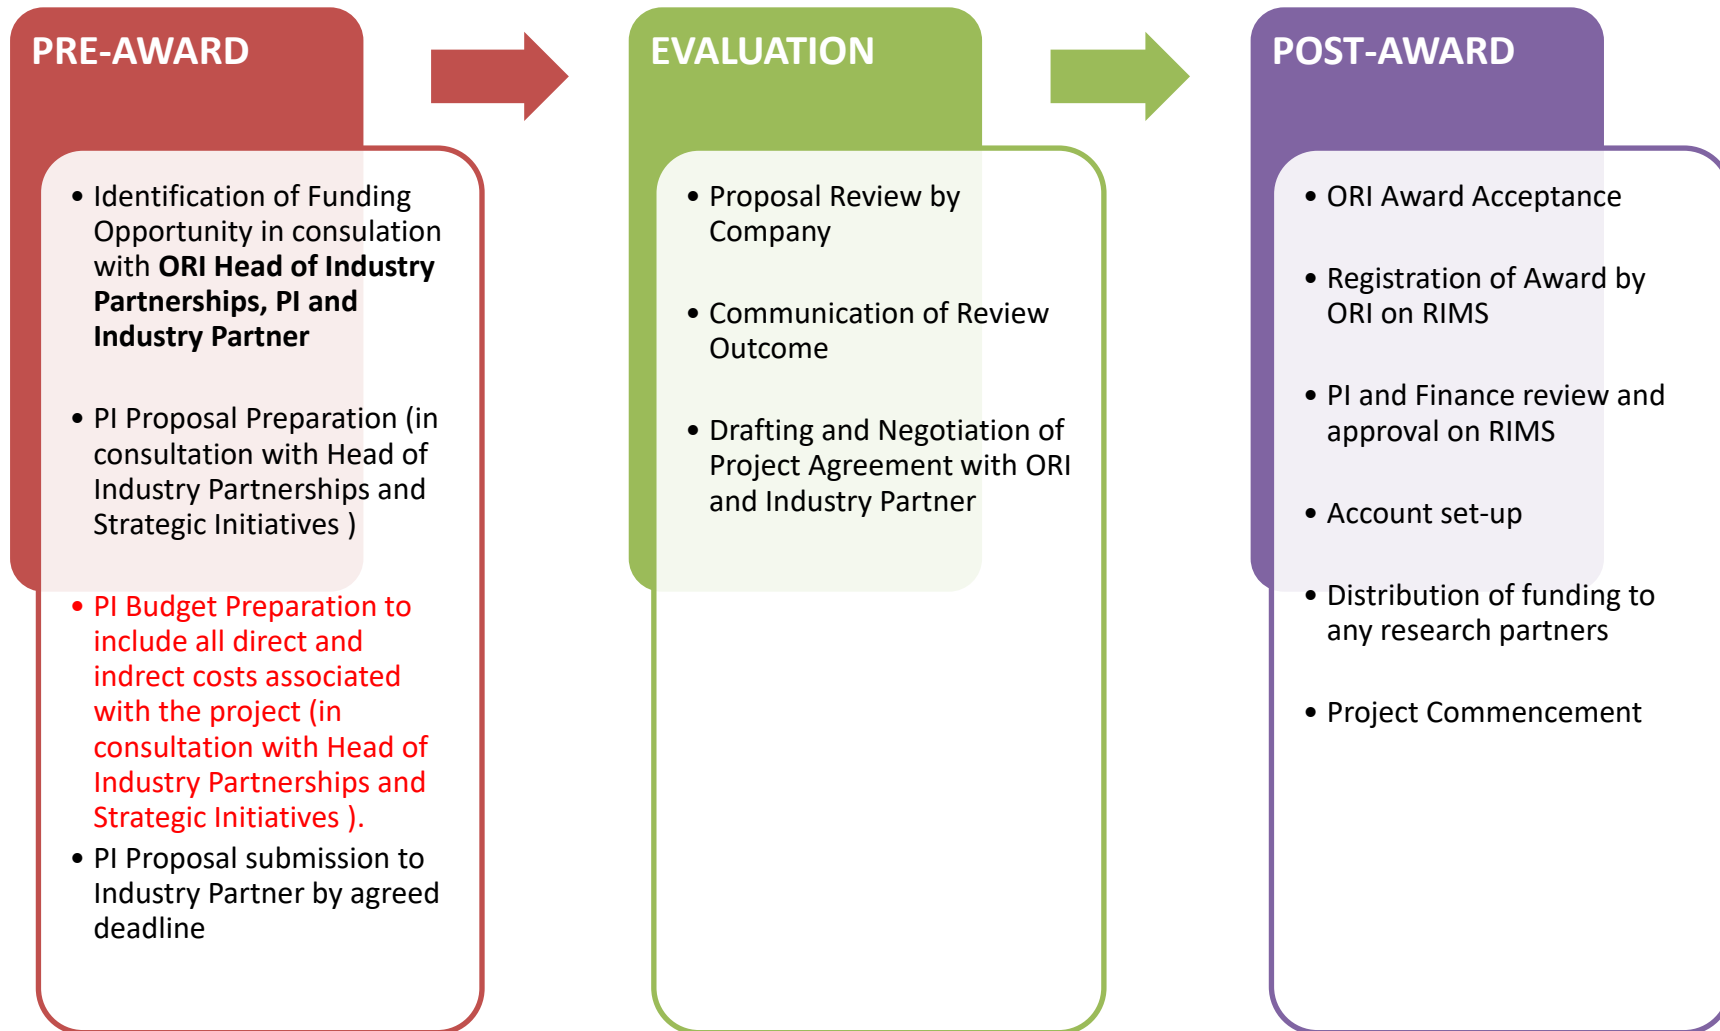 PRE-AWARD
• Identification of Funding
Opportunity in consulation
with ORI Head of Industry
Partnerships, PI and
Industry Partner
• PI Proposal Preparation (in
consultation with Head of
Industry Partnerships and
Strategic Initiatives )
• PI Budget Preparation to
include all direct and
indirect costs associated
with the project (in
consultation with Head of
Industry Partnerships and
Strategic Initiatives ).
• PI Proposal submission to
Industry Partner by agreed
deadline
EVALUATION
• Proposal Review by
Company
• Communication of Review
Outcome
• Drafting and Negotiation of
Project Agreement with ORI
and Industry Partner
POST-AWARD
• ORI Award Acceptance
• Registration of Award by
ORI on RIMS
• PI and Finance review and
approval on RIMS
• Account set-up
• Distribution of funding to
any research partners
• Project Commencement